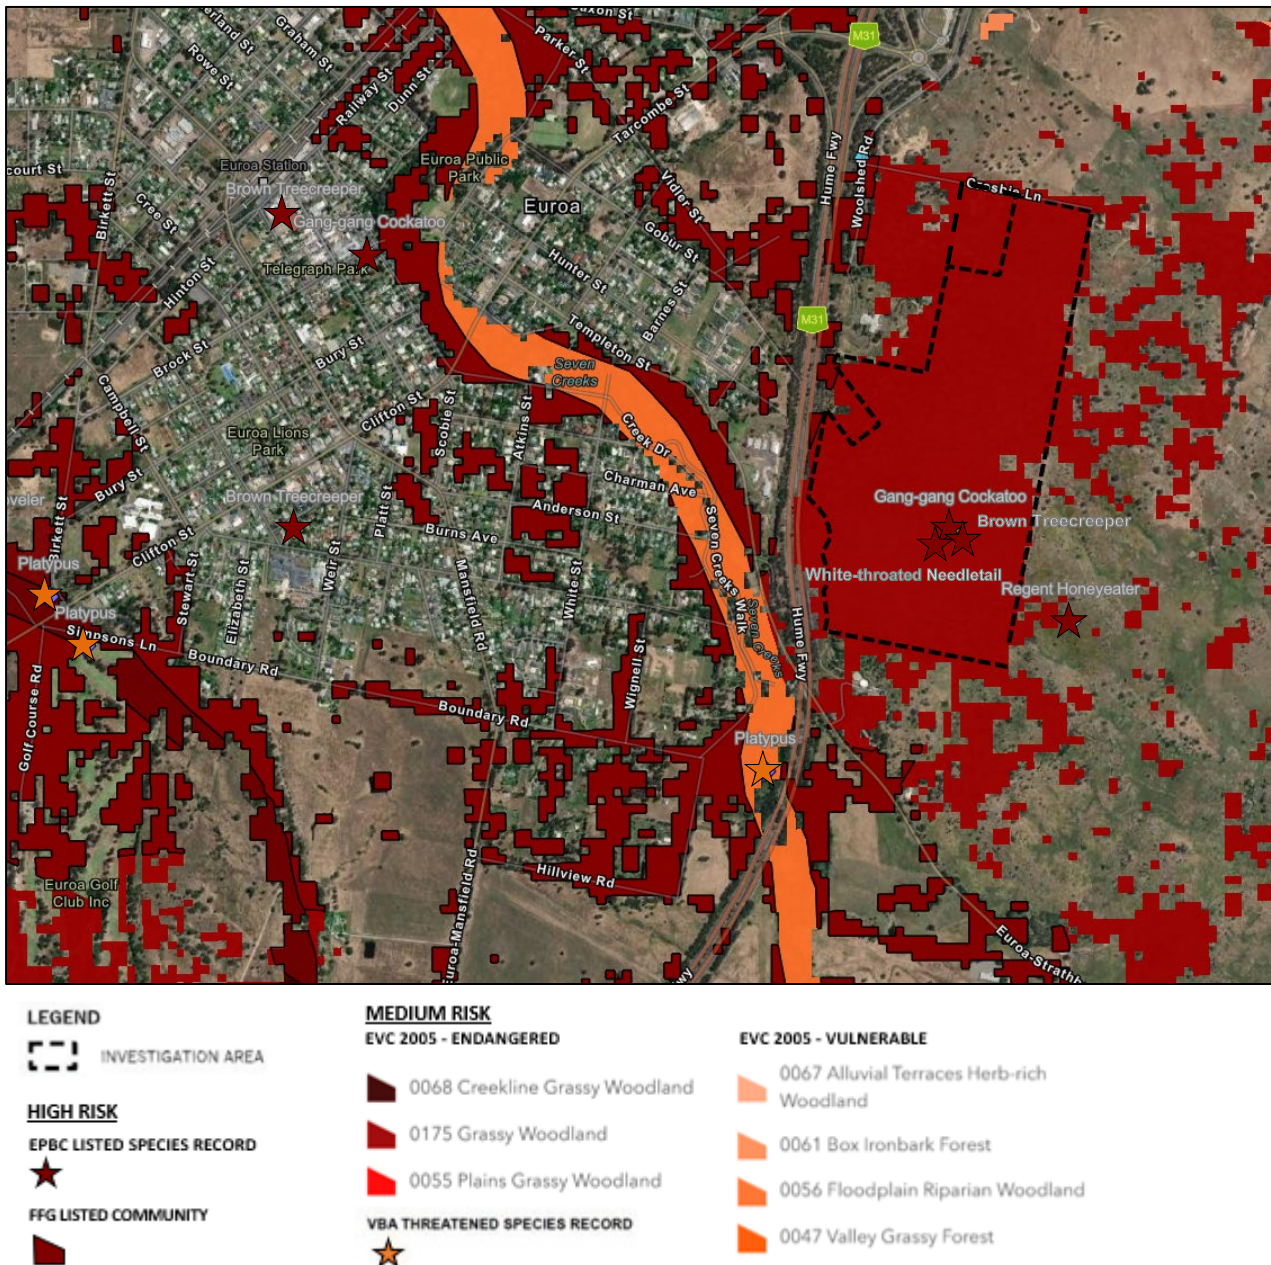 Saxon St
Parker St
M31
Graham St
Rowe St
Railway St
Dunn St
Tarcombe St
Hume Fwy
Woolshed Rd
court St
Euroa Station
Euroa Public
Park
Brown Treecreeper
Birkett St
Cree St
Vidler St
Crosbie Ln
Euroa
Gang-gang Cockatoo
Gobur St
Telegraph Park
Hunter St
Hinton St
Barnes St
M31
Templeton St
Brock St
Bury St
Seven
Creeks
Campbell St
Clifton St
Scobie St
Atkins St
Creek Dr
Euroa Lions
Park
Bury St
Charman Ave
Brown Treecreeper
Platt St
Anderson St
Gang-gang Cockatoo
Brown Treecreeper
Birkett St
Clifton St
Burns Ave
Seven Creeks Walk
Platypus
Stewart St
Elizabeth St
Weir St
Mansfield Rd
White St
White-throated Needletail
Regent Honeyeater
Platypus
Simpsons Ln
Seven Creeks
Hume Fwy
Boundary Rd
Wignell St
Golf Course Rd
Boundary Rd
Platypus
Hillview Rd
Euroa Golf
Club Inc
Euroa-Mansfield Rd
Euroa-Strathb
wy
LEGEND
INVESTIGATION AREA
HIGH RISK
EPBC LISTED SPECIES RECORD
FFG LISTED COMMUNITY
MEDIUM RISK
EVC 2005 - ENDANGERED
0068 Creekline Grassy Woodland
0175 Grassy Woodland
0055 Plains Grassy Woodland
VBA THREATENED SPECIES RECORD
EVC 2005 - VULNERABLE
0067 Alluvial Terraces Herb-rich
Woodland
0061 Box Ironbark Forest
0056 Floodplain Riparian Woodland
0047 Valley Grassy Forest